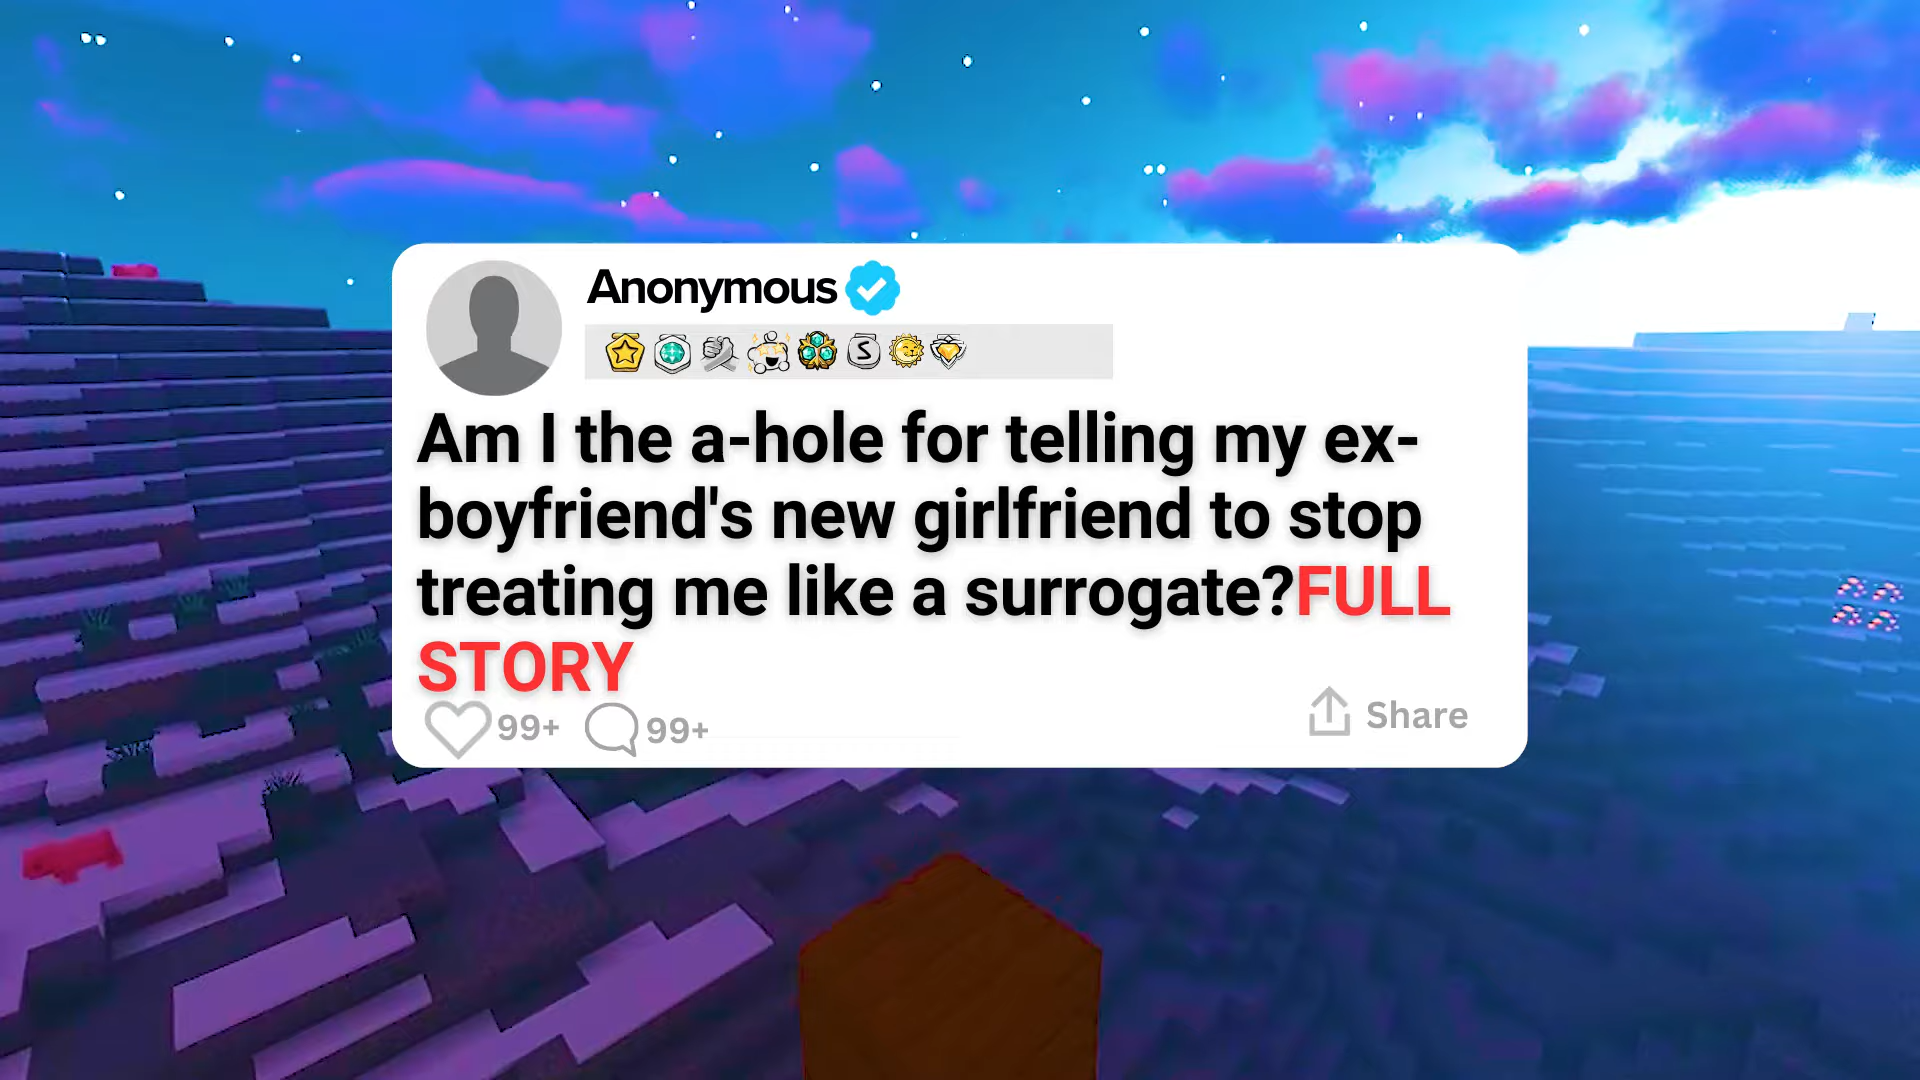 Anonymous
Am I the a-hole for telling my ex-
boyfriend's new girlfriend to stop
treating me like a surrogate?FULL
STORY
99+ 99+ Share